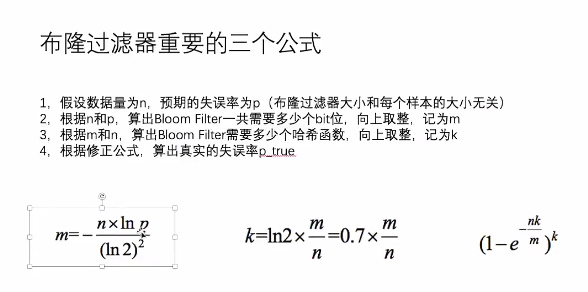 布隆过滤器重要的三个公式
1，假设数据量为n，预期的失误率为p（布隆过滤器大小和每个样本的大小无关）
2，根据n和p，算出Bloom Filter一共需要多少个bit位，向上取整，记为m
3，根据m和n，算出Bloom Filter需要多少个哈希函数，向上取整，记为k
4，根据修正公式，算出真实的失误率p_true
m=-\frac{n×ln p}{(ln 2)^2}
k=ln2×\frac{m}{n}=0.7×\frac{m}{n}
(1-e^{-\frac{nk}{m}})^k